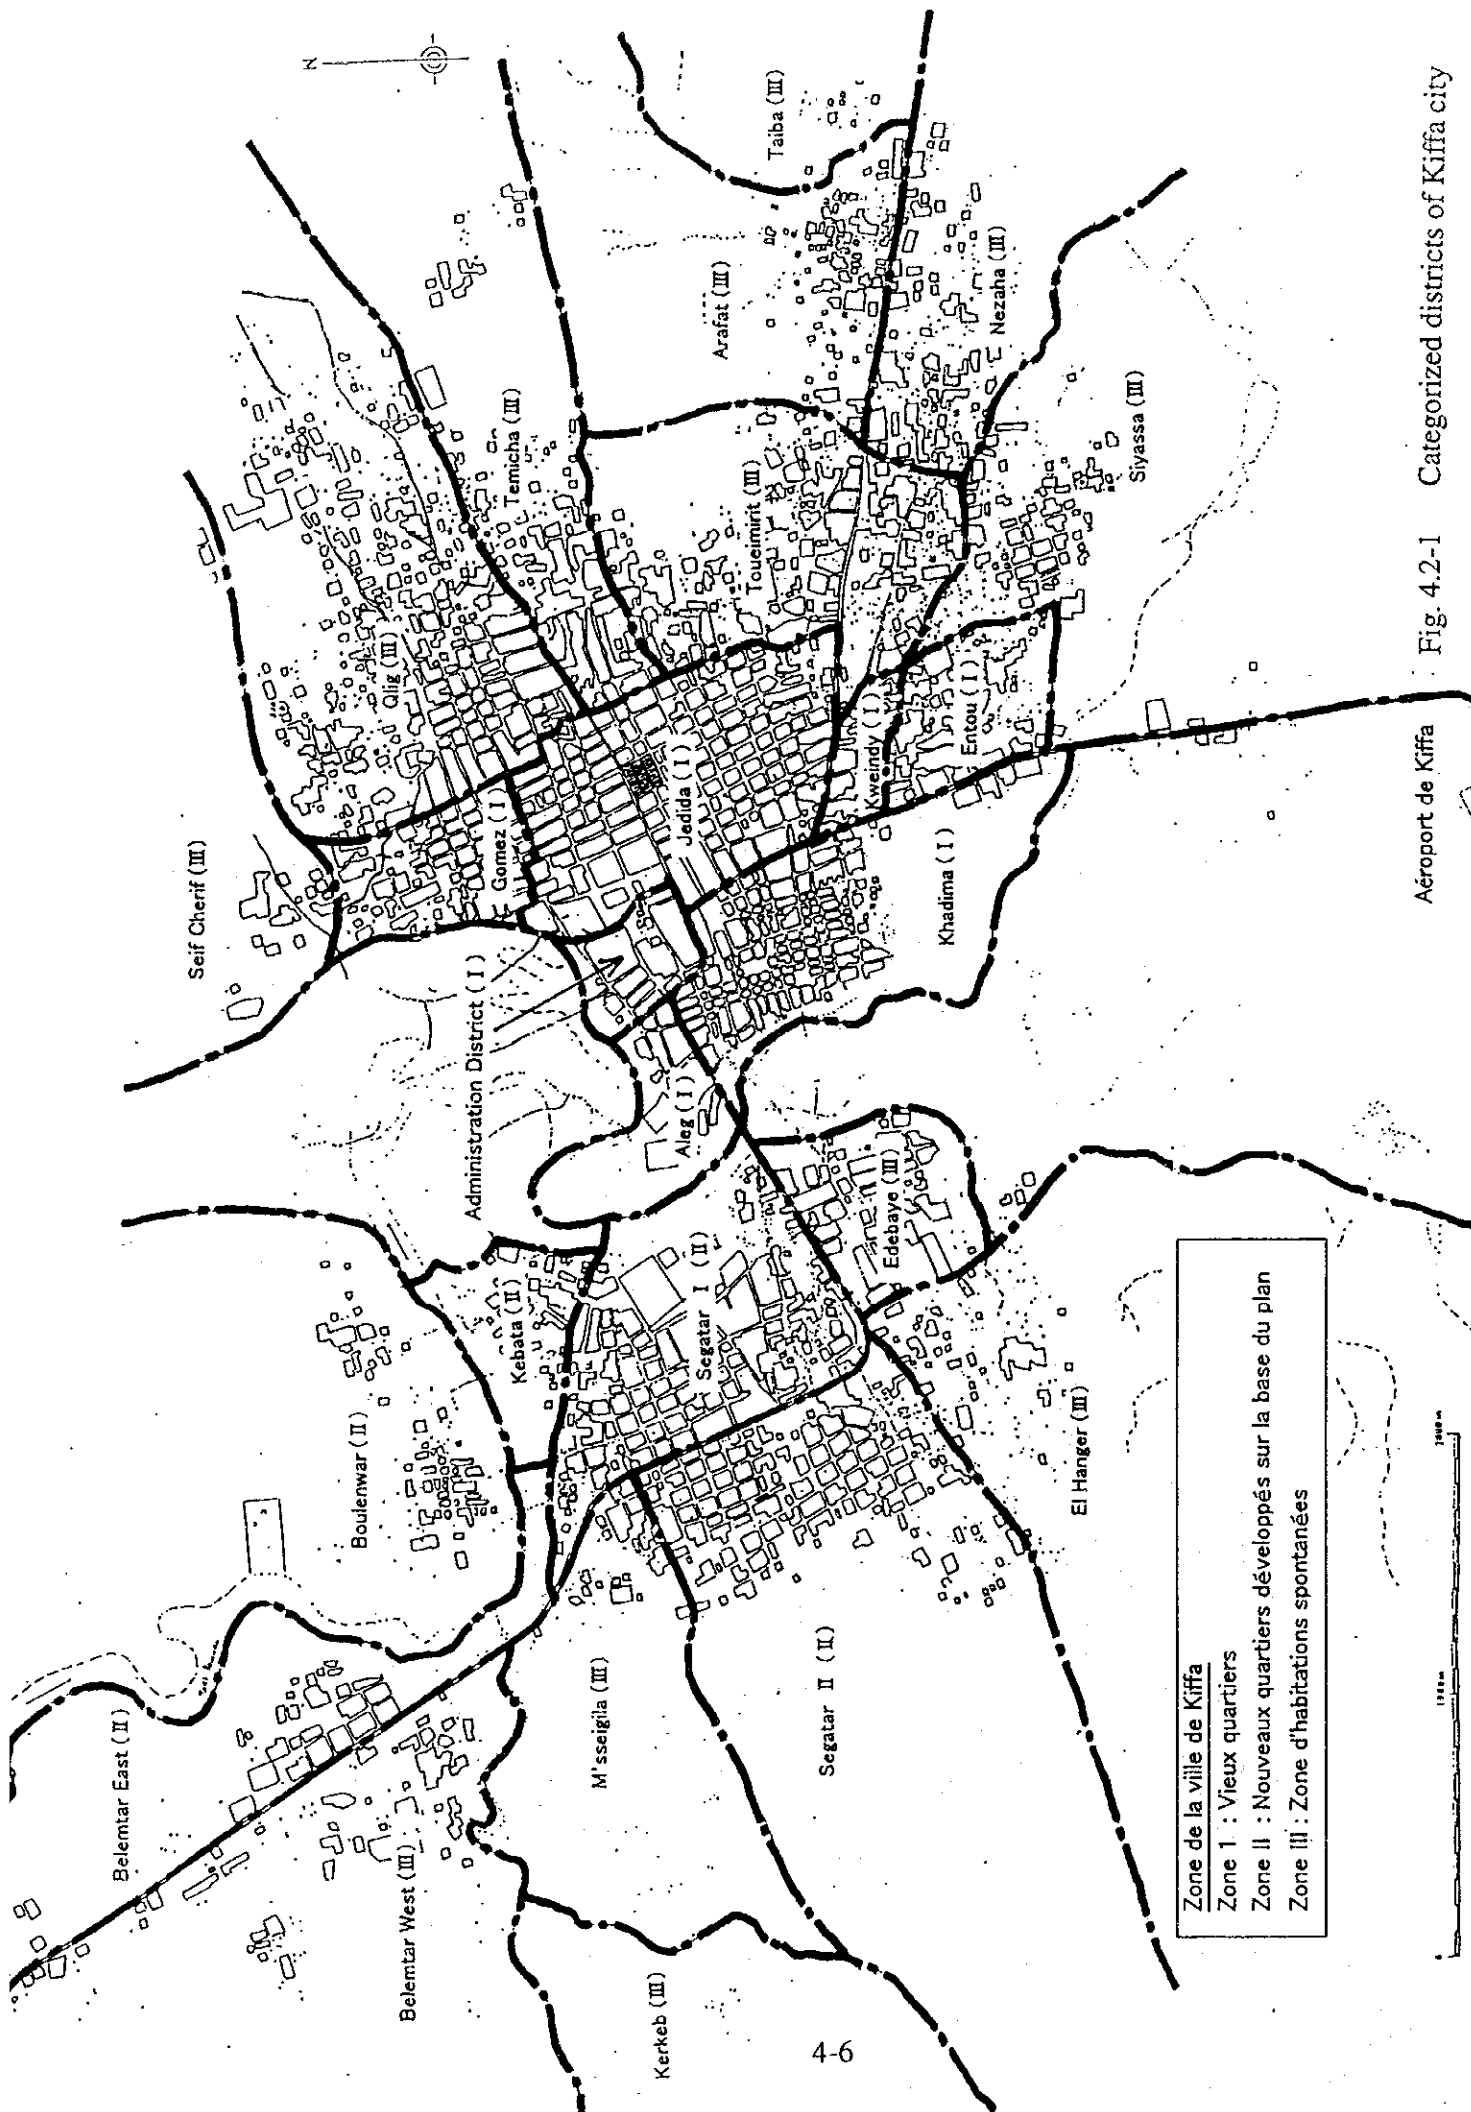 N
Taiba (III)
Arafat (III)
Nezaha (III)
Siyassa (III)
Temicha (III)
Toueimirit (III)
Qlig (III)
Seif Cherif (III)
Gomez (I)
Jedida (I)
Kweindy (I)
Entou (I)
Khadima (I)
Administration District (I)
Aleg (I)
Edebaye (III)
Kebata (II)
Segatar I (II)
Boulenwar (II)
El Hanger (III)
Belemtar East (II)
M'sseigila (III)
Segatar II (II)
Belemtar West (III)
Kerkeb (III)
Aéroport de Kiffa
Zone de la ville de Kiffa
Zone 1 : Vieux quartiers
Zone II : Nouveaux quartiers développés sur la base du plan
Zone III : Zone d'habitations spontanées
0
1000m
Fig. 4.2-1 Categorized districts of Kiffa city
4-6